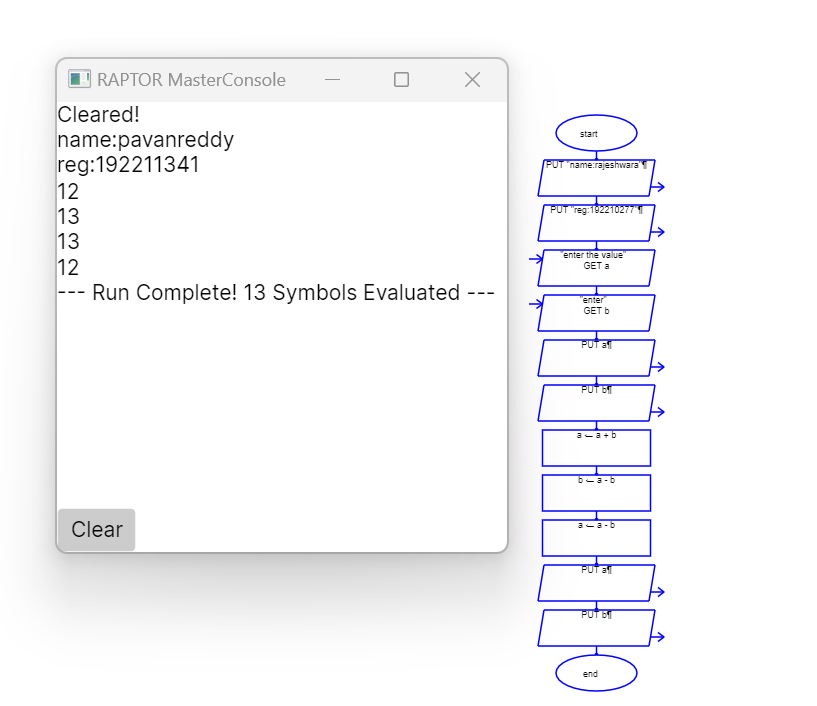 RAPTOR MasterConsole
Cleared!
name:pavanreddy
reg:192211341
12
13
13
12
--- Run Complete! 13 Symbols Evaluated ---
Clear
start
PUT "name:rajeshwara"¶
PUT "reg:192210277"¶
"enter the value"
GET a
"enter"
GET b
PUT a¶
PUT b¶
a ← a + b
b ← a - b
a ← a - b
PUT a¶
PUT b¶
end